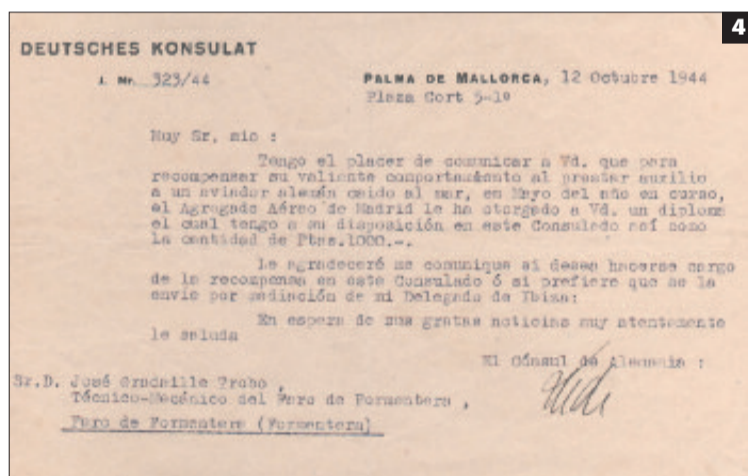 4
DEUTSCHES KONSULAT
J. Nr. 323/44
PALMA DE MALLORCA, 12 Octubre 1944
Plaza Cort 5-1º
Muy Sr. mio :
Tengo el placer de comunicar a Vd. que para
recompensar su valiente comportamiento al prestar auxilio
a un aviador alemán caido al mar, en Mayo del año en curso,
el Agregado Aéreo de Madrid le ha otorgado a Vd. un diploma
el cual tengo a su disposición en este Consulado así como
la cantidad de Ptas.1000.-.
Le agradeceré me comunique si desea hacerse cargo
de la recompensa en este Consulado ó si prefiere que se la
envie por mediación de mi Delegado de Ibiza:
En espera de sus gratas noticias muy atentamente
le saluda
El Cónsul de Alemania :
Sr.D. José Trobo ,
Técnico-Mecánico del Faro de Formentera ,
Faro de Formentera (Formentera)